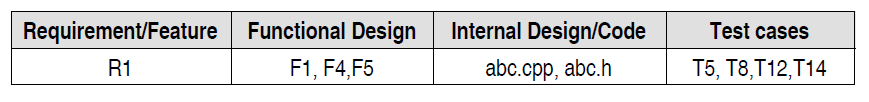 Requirement/Feature Functional Design Internal Design/Code Test cases
R1 F1, F4,F5 abc.cpp, abc.h T5, T8,T12,T14